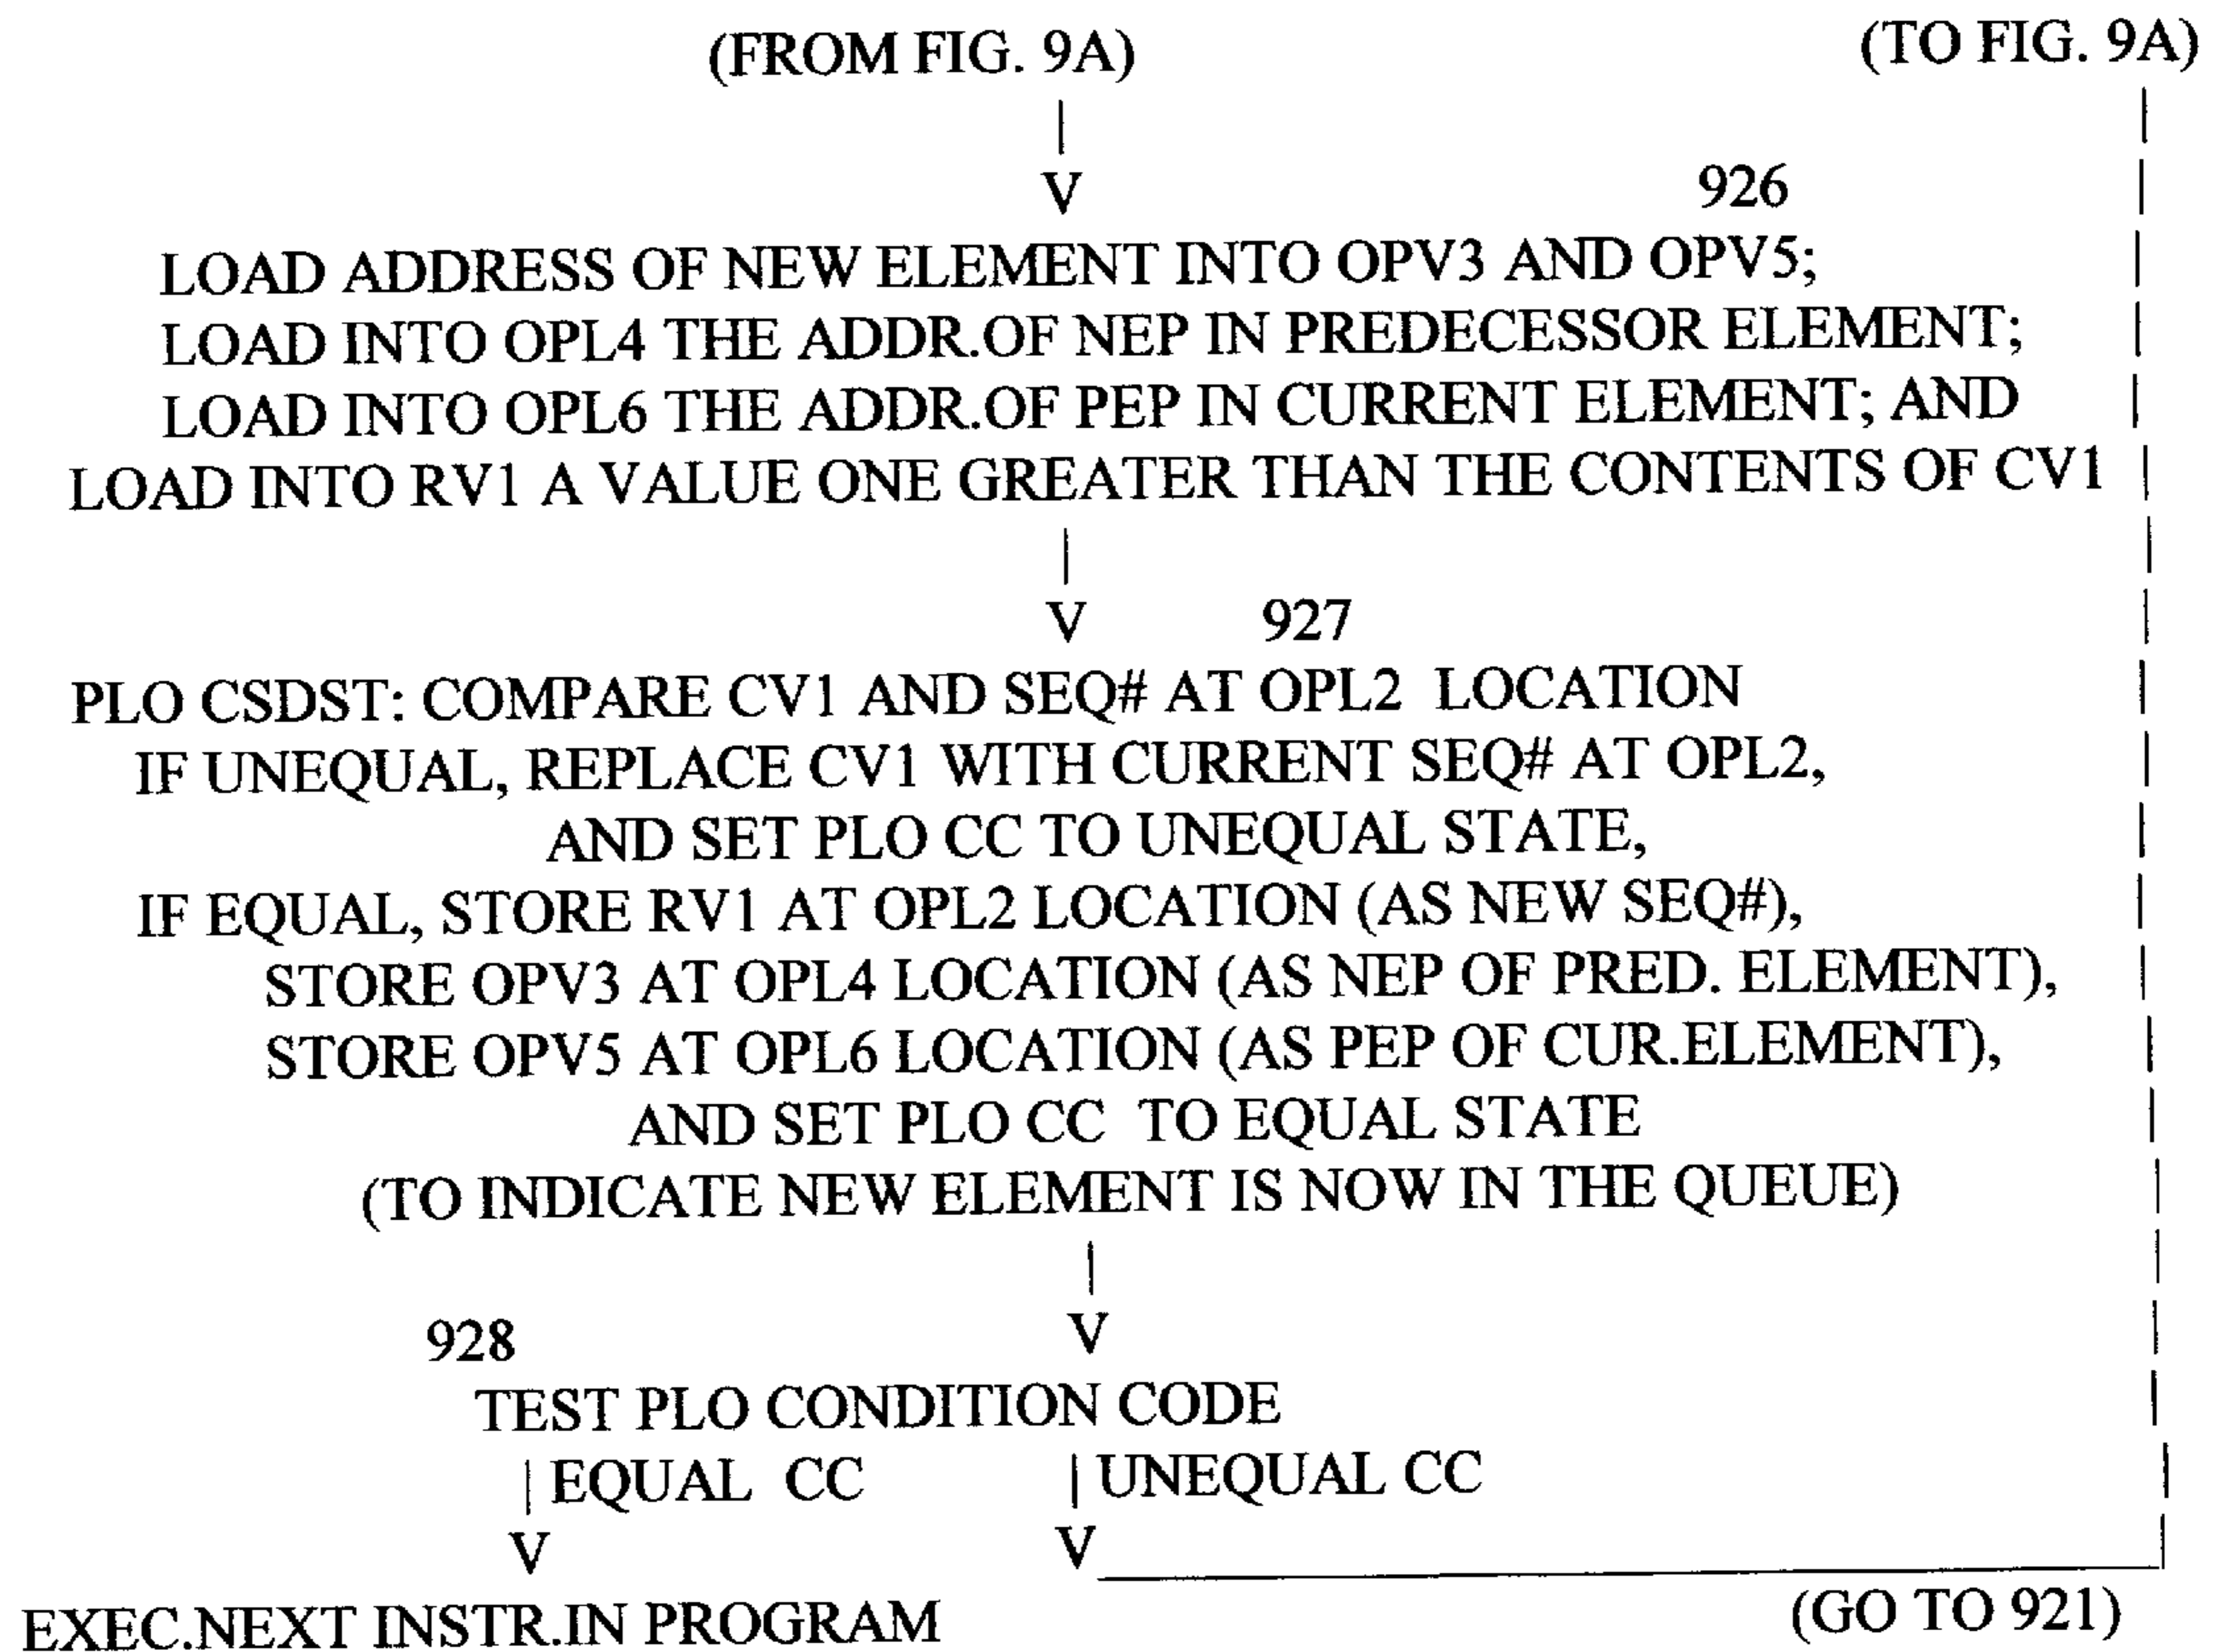 (FROM FIG. 9A) (TO FIG. 9A)
V 926
LOAD ADDRESS OF NEW ELEMENT INTO OPV3 AND OPV5;
LOAD INTO OPL4 THE ADDR.OF NEP IN PREDECESSOR ELEMENT;
LOAD INTO OPL6 THE ADDR.OF PEP IN CURRENT ELEMENT; AND
LOAD INTO RV1 A VALUE ONE GREATER THAN THE CONTENTS OF CV1
V 927
PLO CSDST: COMPARE CV1 AND SEQ# AT OPL2 LOCATION
IF UNEQUAL, REPLACE CV1 WITH CURRENT SEQ# AT OPL2,
AND SET PLO CC TO UNEQUAL STATE,
IF EQUAL, STORE RV1 AT OPL2 LOCATION (AS NEW SEQ#),
STORE OPV3 AT OPL4 LOCATION (AS NEP OF PRED. ELEMENT),
STORE OPV5 AT OPL6 LOCATION (AS PEP OF CUR.ELEMENT),
AND SET PLO CC TO EQUAL STATE
(TO INDICATE NEW ELEMENT IS NOW IN THE QUEUE)
928 V
TEST PLO CONDITION CODE
| EQUAL CC | UNEQUAL CC
V V
EXEC.NEXT INSTR.IN PROGRAM (GO TO 921)